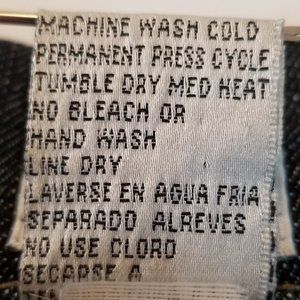 MACHINE WASH COLD
PERMANENT PRESS CYCLE
TUMBLE DRY MED HEAT
NO BLEACH OR
HAND WASH
LINE DRY
LAVERSE EN AGUA FRIA
SEPARADO ALREVES
NO USE CLORO
SECARSE A